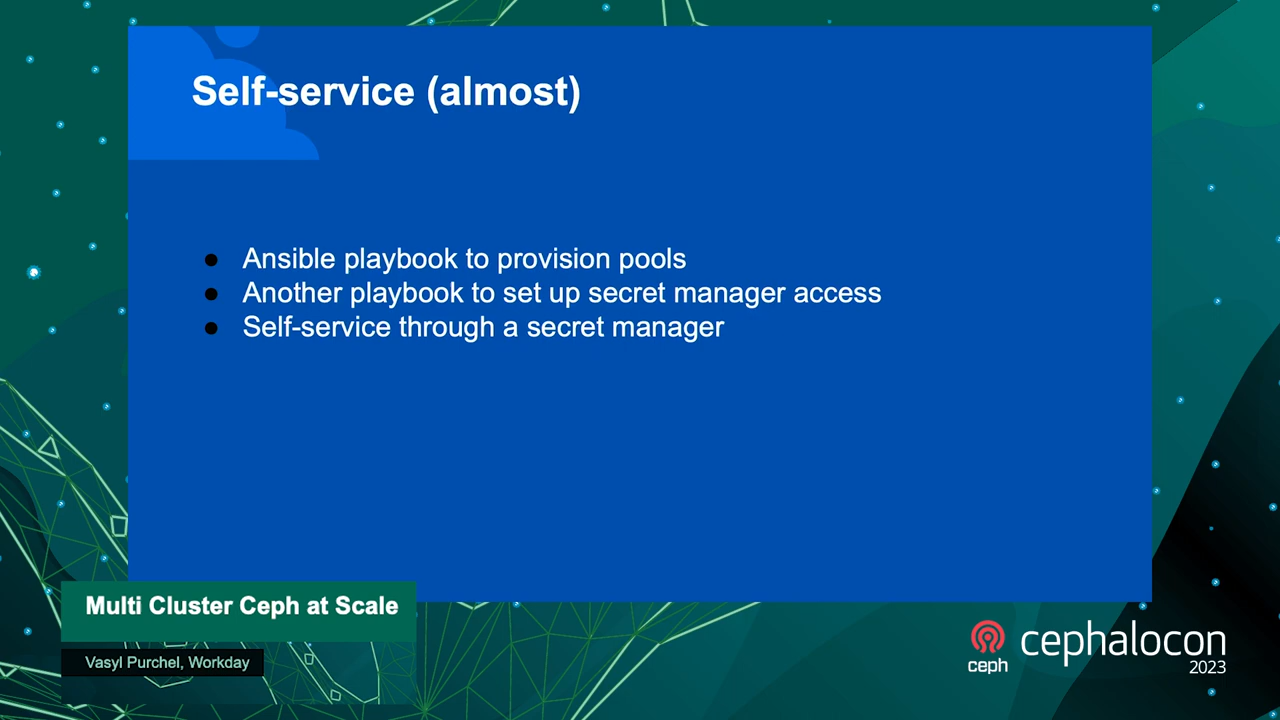 Self-service (almost)
● Ansible playbook to provision pools
● Another playbook to set up secret manager access
● Self-service through a secret manager
Multi Cluster Ceph at Scale
Vasyl Purchel, Workday
ceph
cephalocon
2023